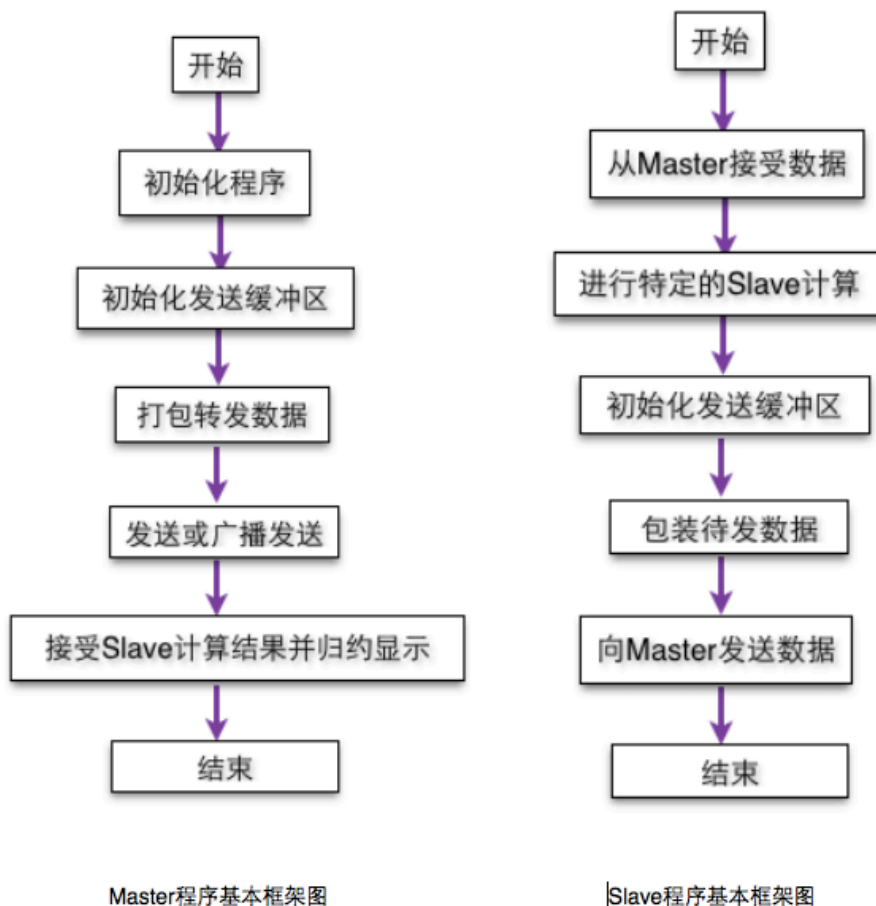 开始
初始化程序
初始化发送缓冲区
打包转发数据
发送或广播发送
接受Slave计算结果并归约显示
结束
Master程序基本框架图
开始
从Master接受数据
进行特定的Slave计算
初始化发送缓冲区
包装待发数据
向Master发送数据
结束
Slave程序基本框架图